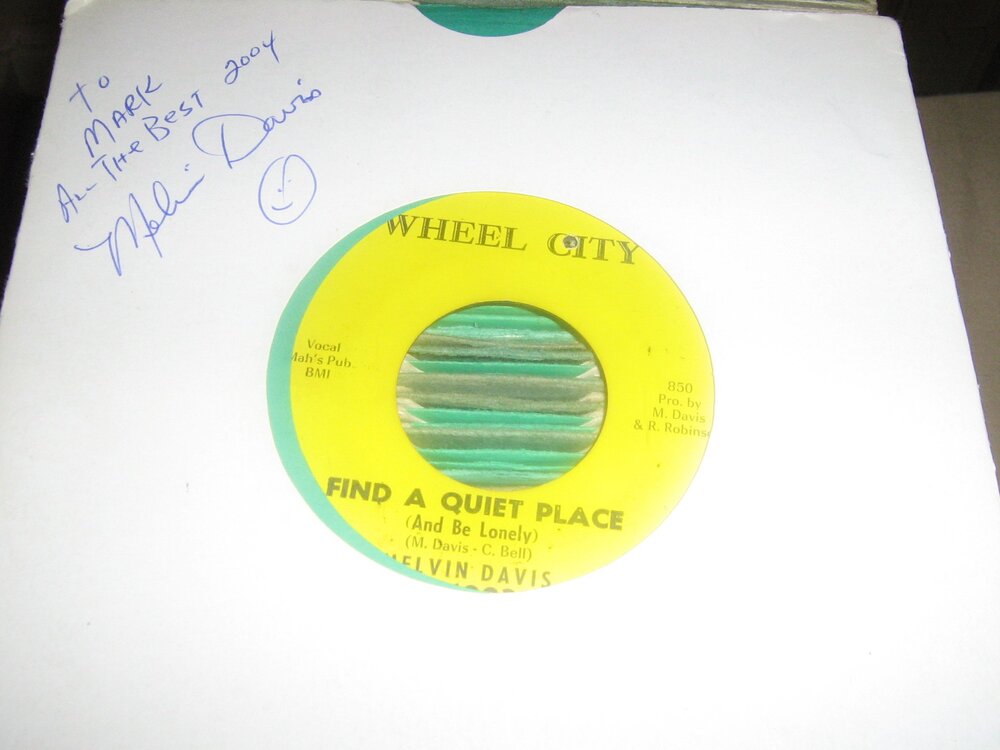 To
MARK
ALL THE BEST 2004
Melvin Davis
WHEEL CITY
Vocal
Mah's Pub.
BMI
850
Pro. by
M. Davis
& R. Robins
FIND A QUIET PLACE
(And Be Lonely)
(M. Davis - C. Bell)
MELVIN DAVIS